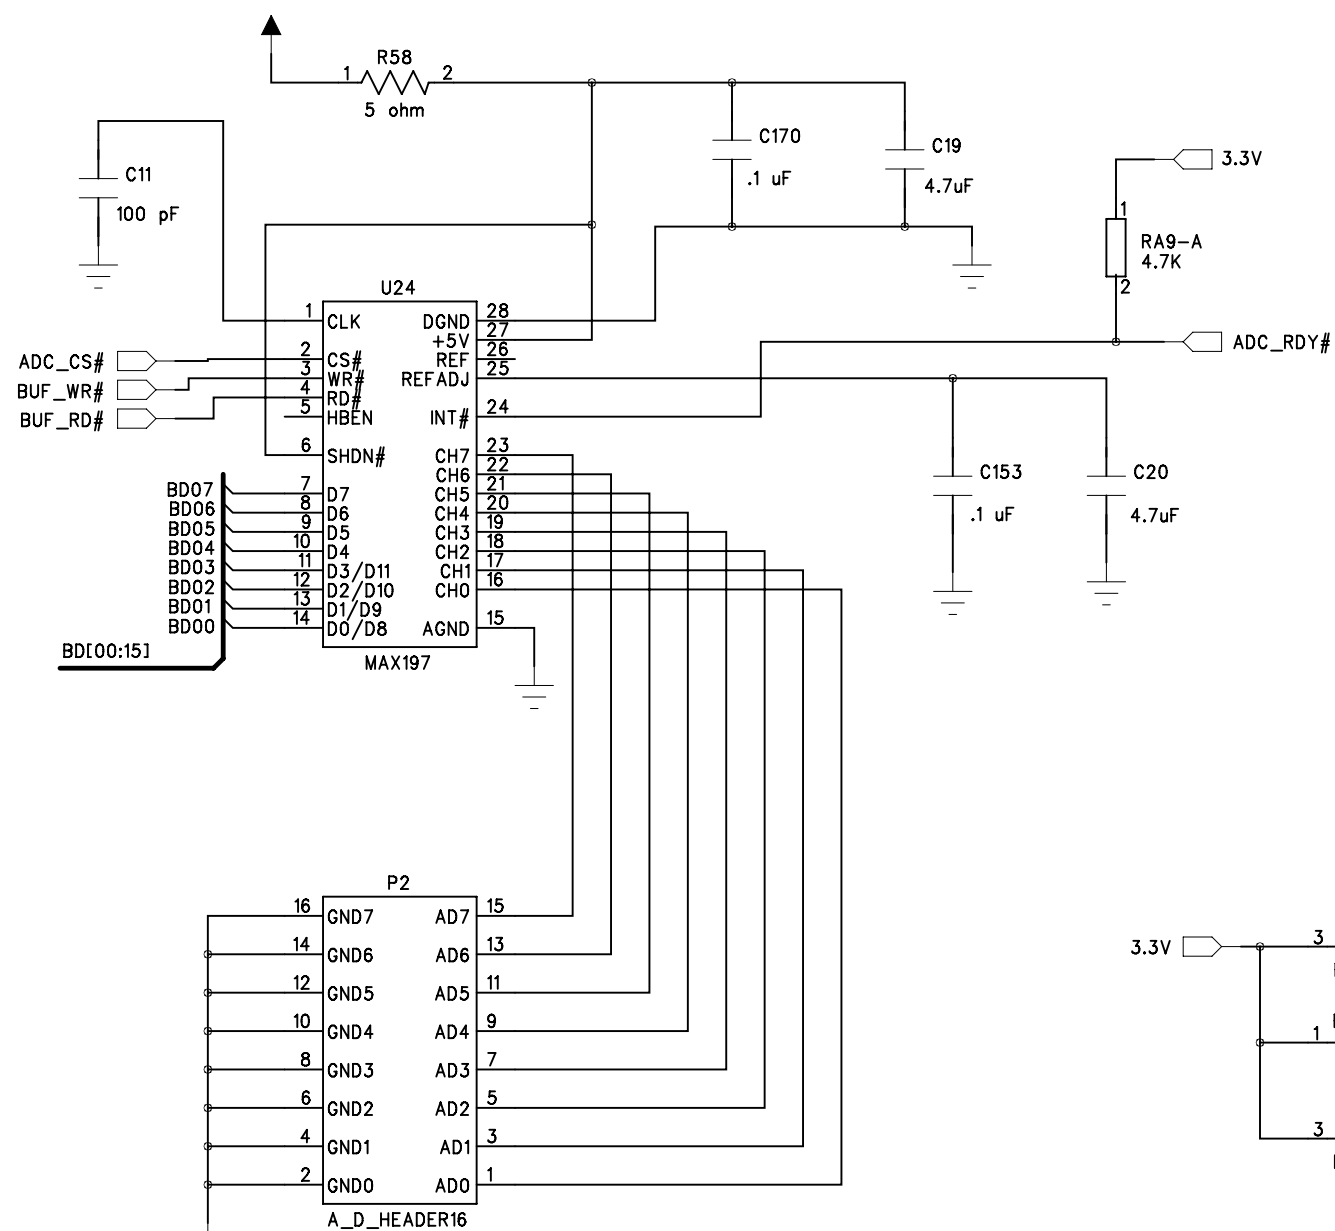 R58
1
2
5 ohm
C11
100 pF
C170
.1 uF
C19
4.7uF
3.3V
1
RA9-A
4.7K
2
ADC_RDY#
U24
1 CLK
DGND 28
+5V 27
ADC_CS#
2 CS#
REF 26
BUF_WR#
3 WR#
REFADJ 25
BUF_RD#
4 RD#
5 HBEN
INT# 24
6 SHDN#
CH7 23
CH6 22
BD07
7 D7
CH5 21
BD06
8 D6
CH4 20
BD05
9 D5
CH3 19
BD04
10 D4
CH2 18
BD03
11 D3/D11
CH1 17
BD02
12 D2/D10
CH0 16
BD01
13 D1/D9
BD00
14 D0/D8
AGND 15
BD[00:15]
MAX197
C153
.1 uF
C20
4.7uF
P2
16 GND7
AD7 15
14 GND6
AD6 13
12 GND5
AD5 11
10 GND4
AD4 9
8 GND3
AD3 7
6 GND2
AD2 5
4 GND1
AD1 3
2 GND0
AD0 1
A_D_HEADER16
3.3V
3
1
3